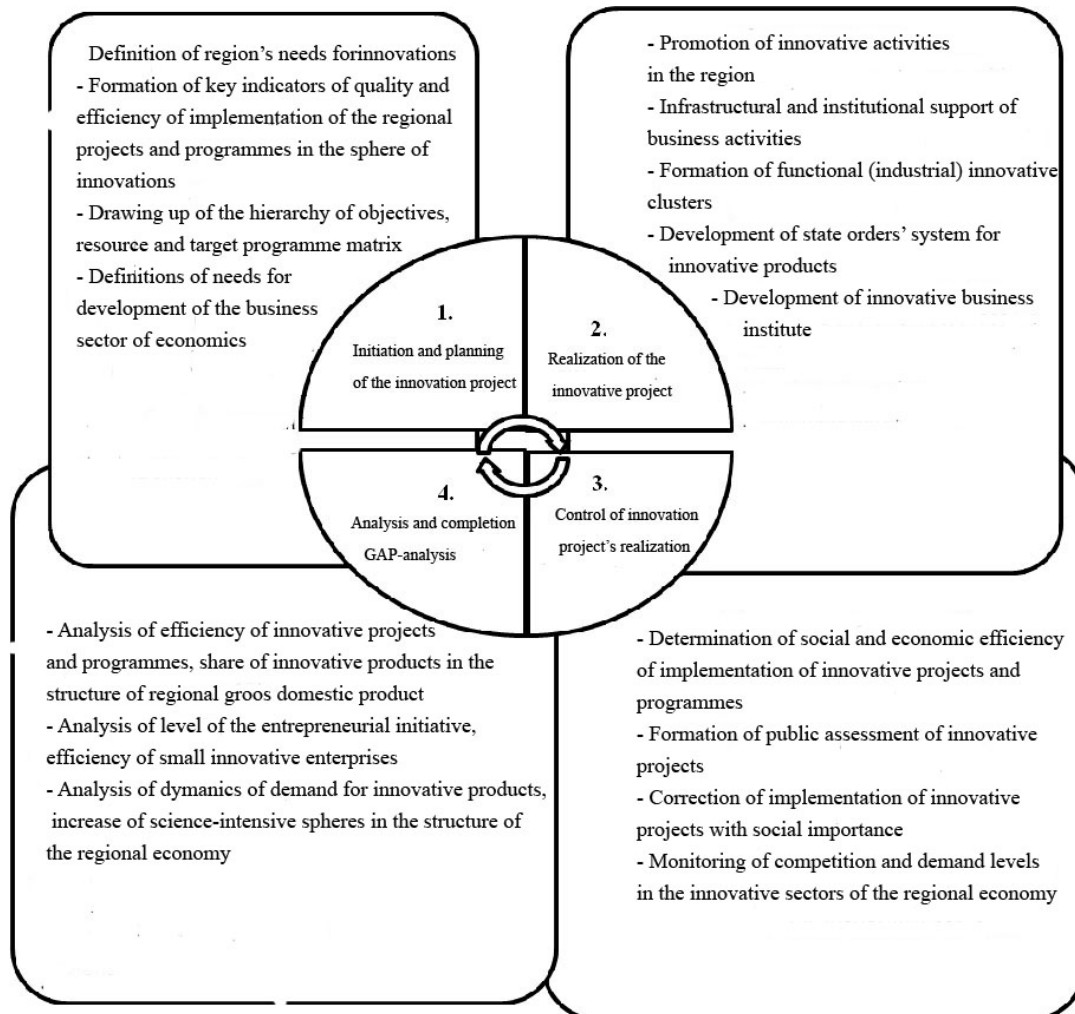 Definition of region's needs forinnovations
- Formation of key indicators of quality and
efficiency of implementation of the regional
projects and programmes in the sphere of
innovations
- Drawing up of the hierarchy of objectives,
resource and target programme matrix
- Definitions of needs for
development of the business
sector of economics
- Promotion of innovative activities
in the region
- Infrastructural and institutional support of
business activities
- Formation of functional (industrial) innovative
clusters
- Development of state orders' system for
innovative products
- Development of innovative business
institute
1.
Initiation and planning
of the innovation project
2.
Realization of the
innovative project
3.
Control of innovation
project's realization
4.
Analysis and completion
GAP-analysis
- Analysis of efficiency of innovative projects
and programmes, share of innovative products in the
structure of regional groos domestic product
- Analysis of level of the entrepreneurial initiative,
efficiency of small innovative enterprises
- Analysis of dymanics of demand for innovative products,
increase of science-intensive spheres in the structure of
the regional economy
- Determination of social and economic efficiency
of implementation of innovative projects and
programmes
- Formation of public assessment of innovative
projects
- Correction of implementation of innovative
projects with social importance
- Monitoring of competition and demand levels
in the innovative sectors of the regional economy